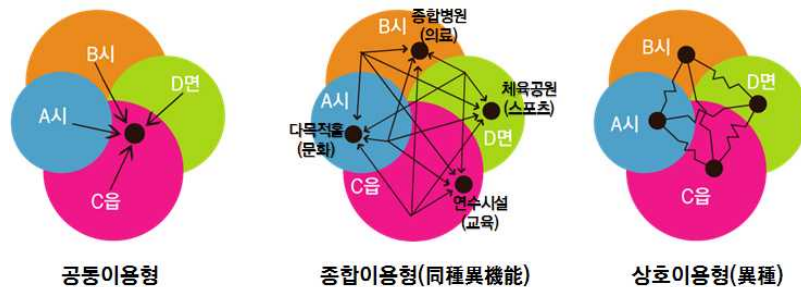 B시
D면
A시
C읍
공통이용형
종합병원
(의료)
B시
체육공원
(스포츠)
A시
다목적홀
(문화)
D면
C읍
연수시설
(교육)
종합이용형(同種異機能)
B시
D면
A시
C읍
상호이용형(異種)